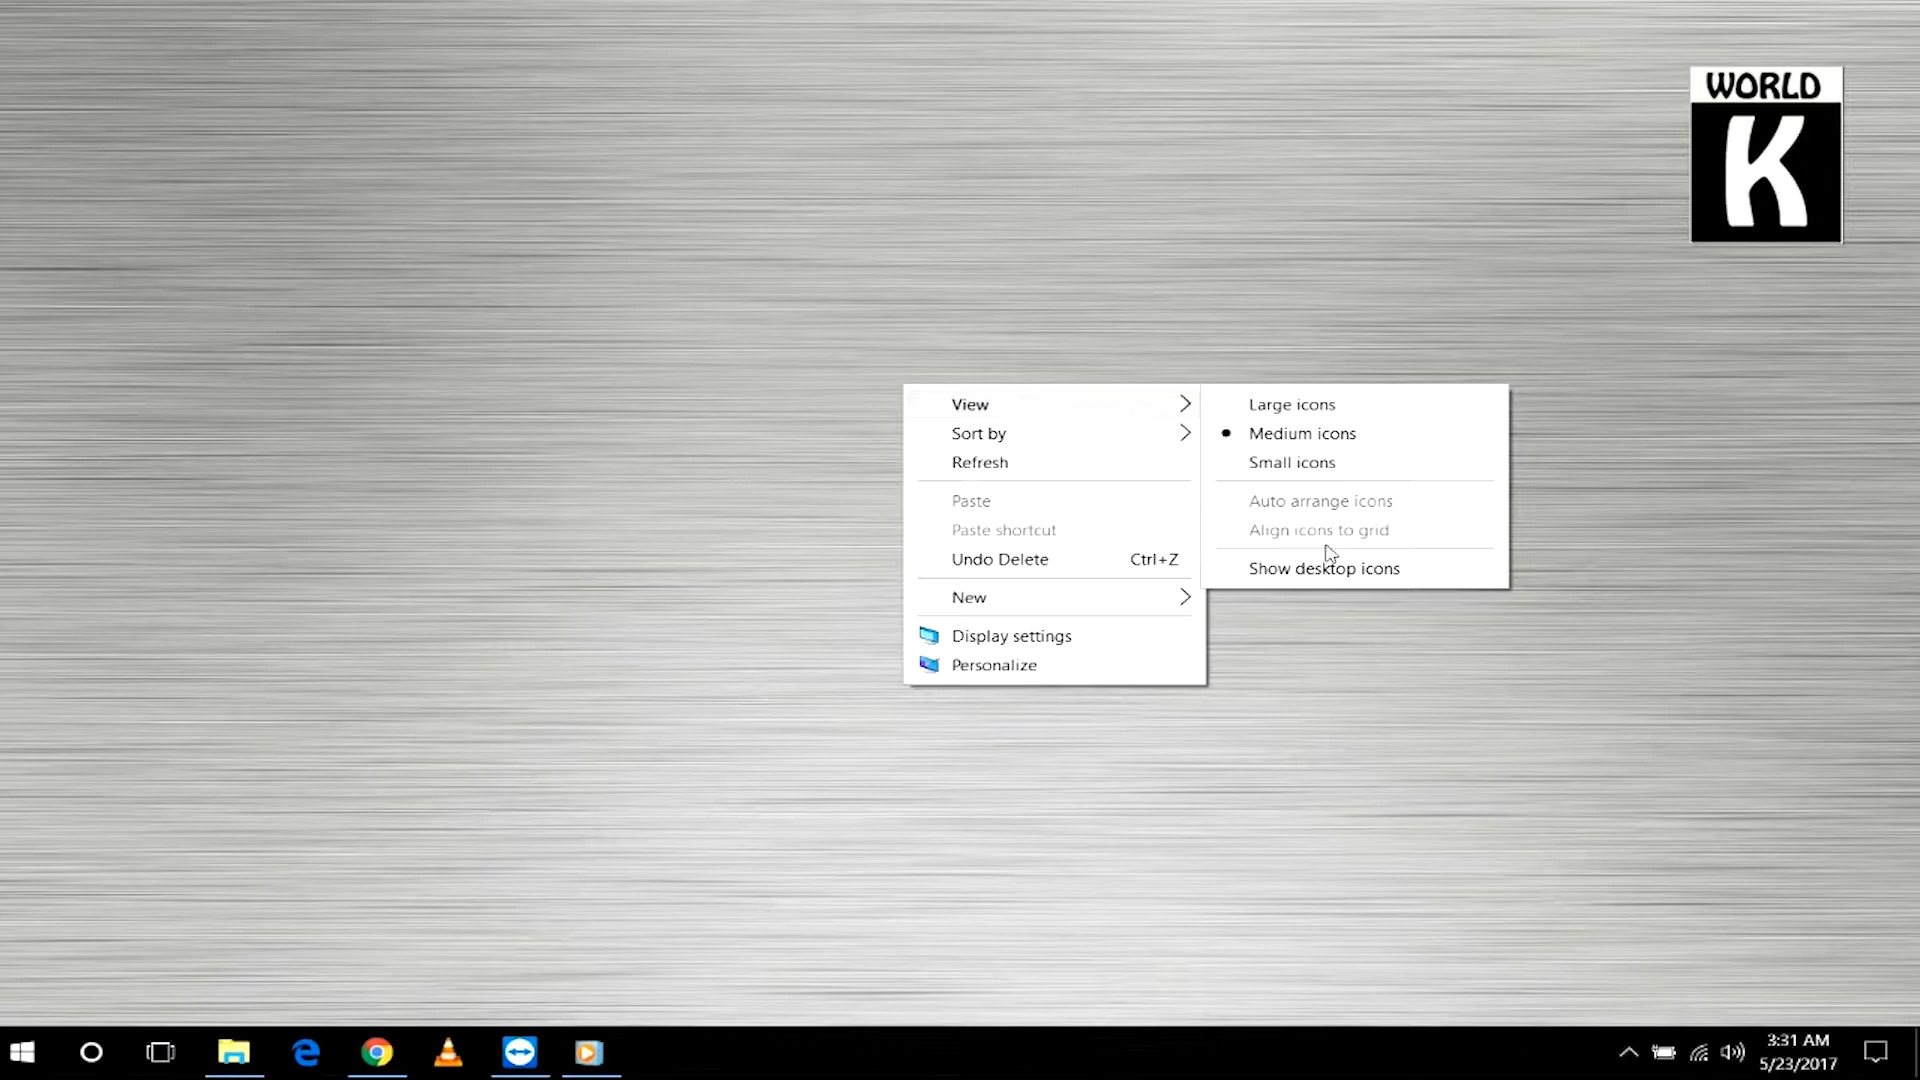 WORLD
K
View
Sort by
Refresh
Paste
Paste shortcut
Undo Delete Ctrl+Z
New
Display settings
Personalize
Large icons
Medium icons
Small icons
Auto arrange icons
Align icons to grid
Show desktop icons
3:31 AM
5/23/2017